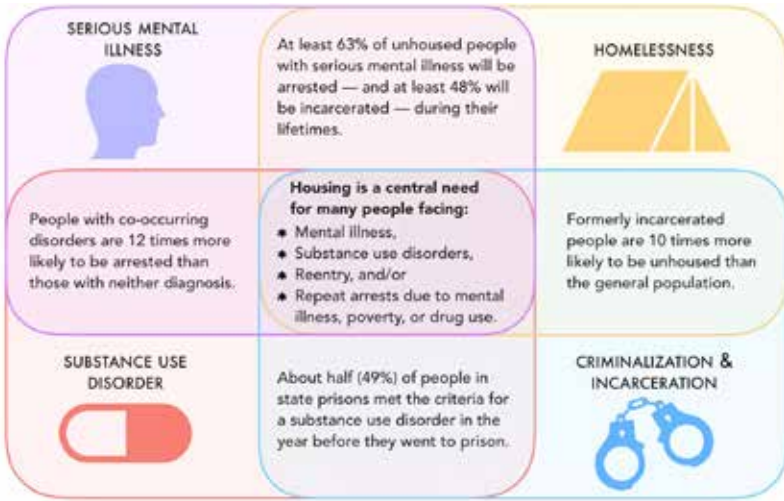 SERIOUS MENTAL
ILLNESS
At least 63% of unhoused people
with serious mental illness will be
arrested — and at least 48% will
be incarcerated — during their
lifetimes.
HOMELESSNESS
People with co-occurring
disorders are 12 times more
likely to be arrested than
those with neither diagnosis.
Housing is a central need
for many people facing:
* Mental illness,
* Substance use disorders,
* Reentry, and/or
* Repeat arrests due to mental
illness, poverty, or drug use.
Formerly incarcerated
people are 10 times more
likely to be unhoused than
the general population.
SUBSTANCE USE
DISORDER
About half (49%) of people in
state prisons met the criteria for
a substance use disorder in the
year before they went to prison.
CRIMINALIZATION &
INCARCERATION